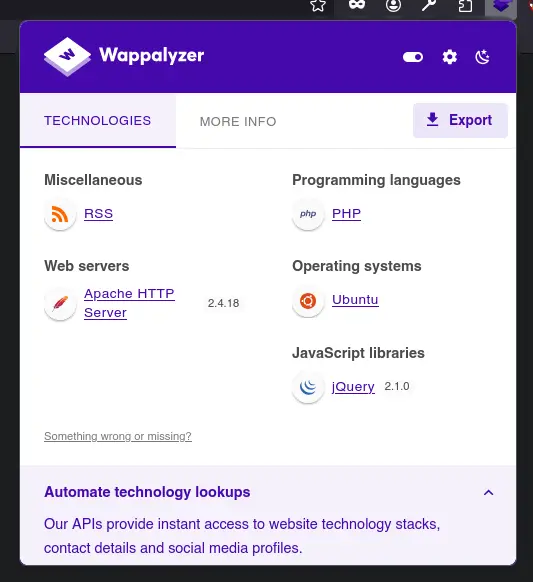 Wappalyzer
TECHNOLOGIES
MORE INFO
Export
Miscellaneous
RSS
Programming languages
php
PHP
Web servers
Apache HTTP
Server
2.4.18
Operating systems
Ubuntu
JavaScript libraries
jQuery 2.1.0
Something wrong or missing?
Automate technology lookups
Our APIs provide instant access to website technology stacks,
contact details and social media profiles.